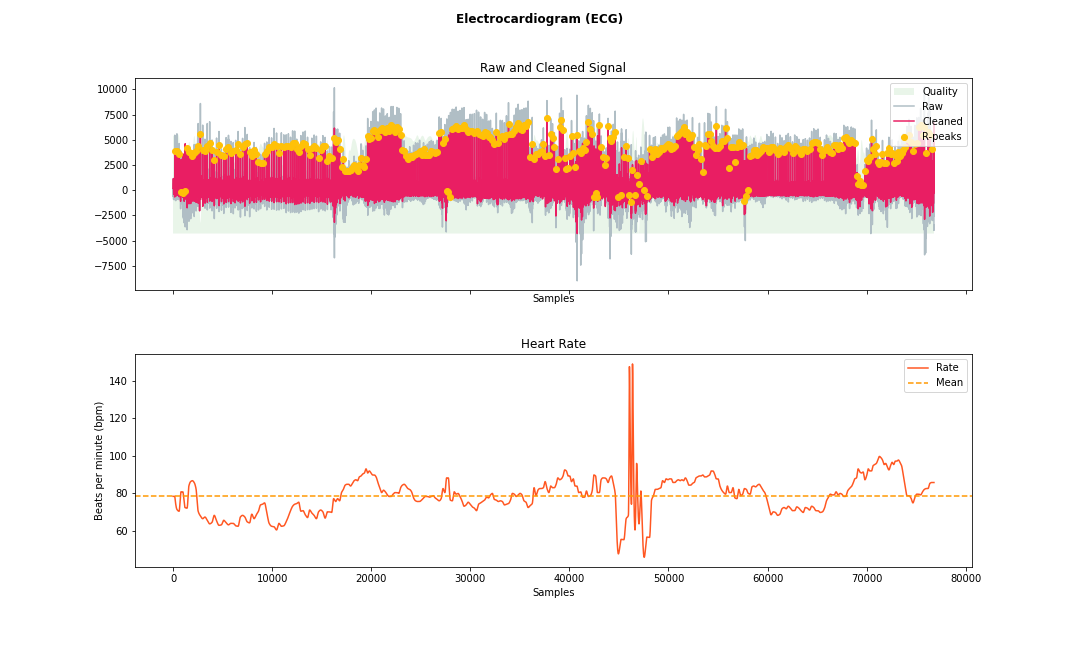 Electrocardiogram (ECG)
Raw and Cleaned Signal
10000
7500
5000
2500
0
−2500
−5000
−7500
Quality
Raw
Cleaned
R-peaks
Samples
Heart Rate
Beats per minute (bpm)
140
120
100
80
60
Rate
Mean
0 10000 20000 30000 40000 50000 60000 70000 80000
Samples